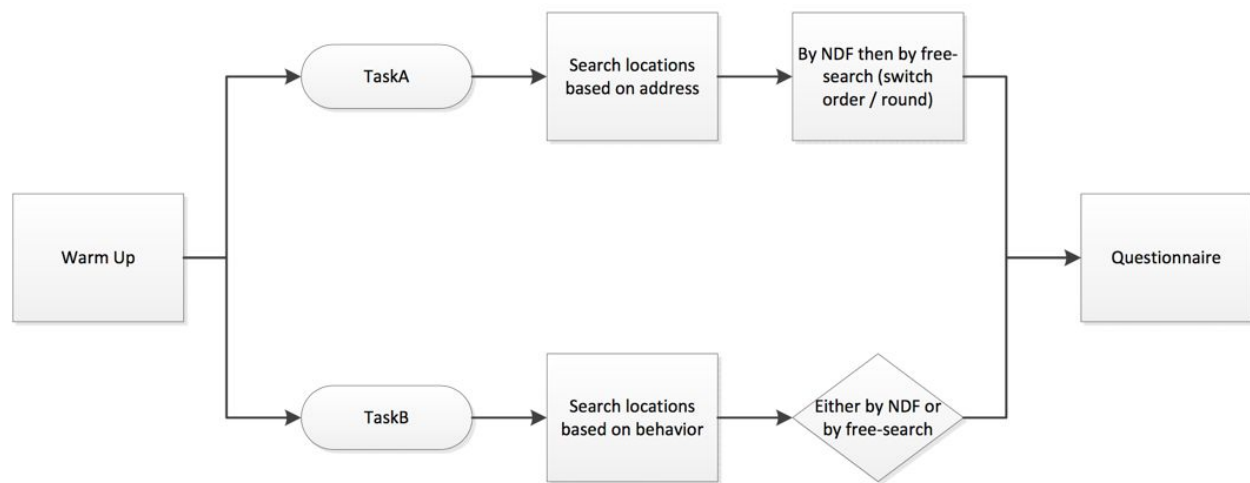 Warm Up
TaskA
Search locations
based on address
By NDF then by free-
search (switch
order / round)
TaskB
Search locations
based on behavior
Either by NDF or
by free-search
Questionnaire